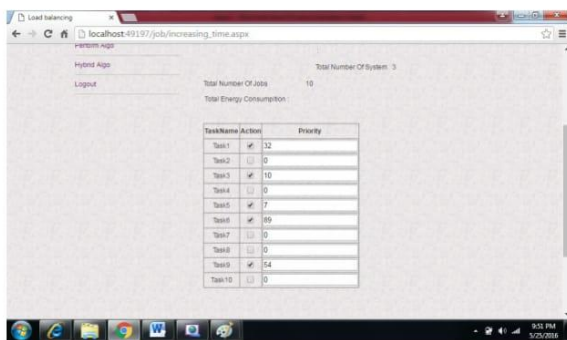 Load balancing
localhost:49197/job/increasing_time.aspx
Perform Algo
Hybrid Algo
Total Number Of System 3
Logout
Total Number Of Jobs 10
Total Energy Consumption :
TaskName Action Priority
Task1 32
Task2 0
Task3 10
Task4 0
Task5 7
Task6 89
Task7 0
Task8 0
Task9 54
Task10 0
9:51 PM
5/25/2016